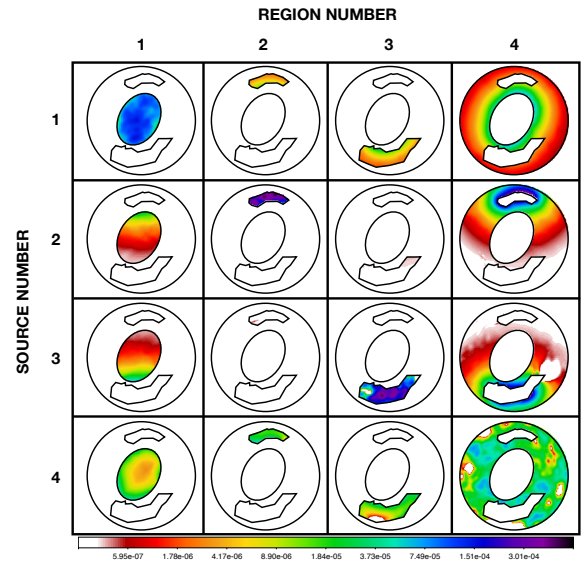 REGION NUMBER
1 2 3 4
1
2
SOURCE NUMBER
3
4
5.95e-07 1.78e-06 4.17e-06 8.90e-06 1.84e-05 3.73e-05 7.49e-05 1.51e-04 3.01e-04